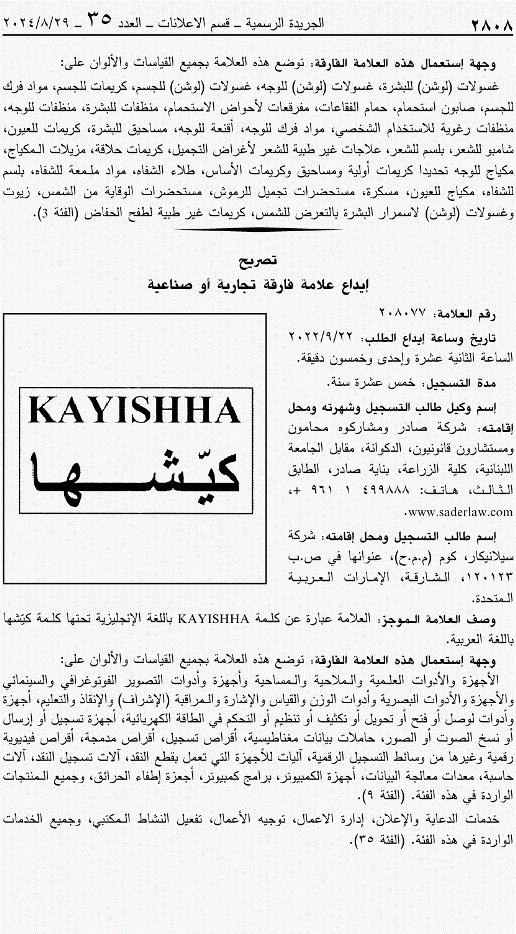 ٢٨٠٨
الجريدة الرسمية ـ قسم الاعلانات ـ العدد ٣٥ ـ ٢٠٢٤/٨/٢٩
وجهة إستعمال هذه العلامة الفارقة: توضع هذه العلامة بجميع القياسات والألوان على:
غسولات (لوشن) للبشرة، غسولات (لوشن) للوجه، غسولات (لوشن) للجسم، كريمات للجسم، مواد فرك
للجسم، صابون استحمام، حمام الفقاعات، مفرقعات لأحواض الاستحمام، منظفات للبشرة، منظفات للوجه،
منظفات رغوية للاستخدام الشخصي، مواد فرك للوجه، أقنعة للوجه، مساحيق للبشرة، كريمات للعيون،
شامبو للشعر، بلسم للشعر، علاجات غير طبية للشعر لأغراض التجميل، كريمات حلاقة، مزيلات المكياج،
مكياج للوجه تحديدا كريمات أولية ومساحيق وكريمات الأساس، طلاء الشفاه، مواد ملمعة للشفاه، بلسم
للشفاه، مكياج للعيون، مسكرة، مستحضرات تجميل للرموش، مستحضرات الوقاية من الشمس، زيوت
وغسولات (لوشن) لاسمرار البشرة بالتعرض للشمس، كريمات غير طبية لطفح الحفاض (الفئة 3).
تصريح
إيداع علامة فارقة تجارية أو صناعية
رقم العلامة: ٢٠٨٠٧٧
تاريخ وساعة إيداع الطلب: ٢٠٢٢/٩/٢٢
الساعة الثانية عشرة وإحدى وخمسون دقيقة.
مدة التسجيل: خمس عشرة سنة.
إسم وكيل طالب التسجيل وشهرته ومحل
إقامته: شركة صادر ومشاركوه محامون
ومستشارون قانونيون، الدكوانة، مقابل الجامعة
اللبنانية، كلية الزراعة، بناية صادر، الطابق
الثالث، هاتف: ٤٩٩٨٨٨ ١ ٩٦١ +،
www.saderlaw.com.
إسم طالب التسجيل ومحل إقامته: شركة
سيلانيكار، كوم (م.م.ح)، عنوانها في ص.ب
١٢٠١٢٣، الشارقة، الإمارات العربية
المتحدة.
KAYISHHA
كيّشها
وصف العلامة الموجز: العلامة عبارة عن كلمة KAYISHHA باللغة الإنجليزية تحتها كلمة كيّشها
باللغة العربية.
وجهة إستعمال هذه العلامة الفارقة: توضع هذه العلامة بجميع القياسات والألوان على:
الأجهزة والأدوات العلمية والملاحية والمساحية وأجهزة وأدوات التصوير الفوتوغرافي والسينمائي
والأجهزة والأدوات البصرية وأدوات الوزن والقياس والإشارة والمراقبة (الإشراف) والإنقاذ والتعليم، أجهزة
وأدوات لوصل أو فتح أو تحويل أو تكثيف أو تنظيم أو التحكم في الطاقة الكهربائية، أجهزة تسجيل أو إرسال
أو نسخ الصوت أو الصور، حاملات بيانات مغناطيسية، أقراص تسجيل، أقراص مدمجة، أقراص فيديوية
رقمية وغيرها من وسائط التسجيل الرقمية، آليات للأجهزة التي تعمل بقطع النقد، آلات تسجيل النقد، آلات
حاسبة، معدات معالجة البيانات، أجهزة الكمبيوتر، برامج كمبيوتر، أجعزة إطفاء الحرائق، وجميع المنتجات
الواردة في هذه الفئة. (الفئة ٩).
خدمات الدعاية والإعلان، إدارة الاعمال، توجيه الأعمال، تفعيل النشاط المكتبي، وجميع الخدمات
الواردة في هذه الفئة. (الفئة ٣٥).